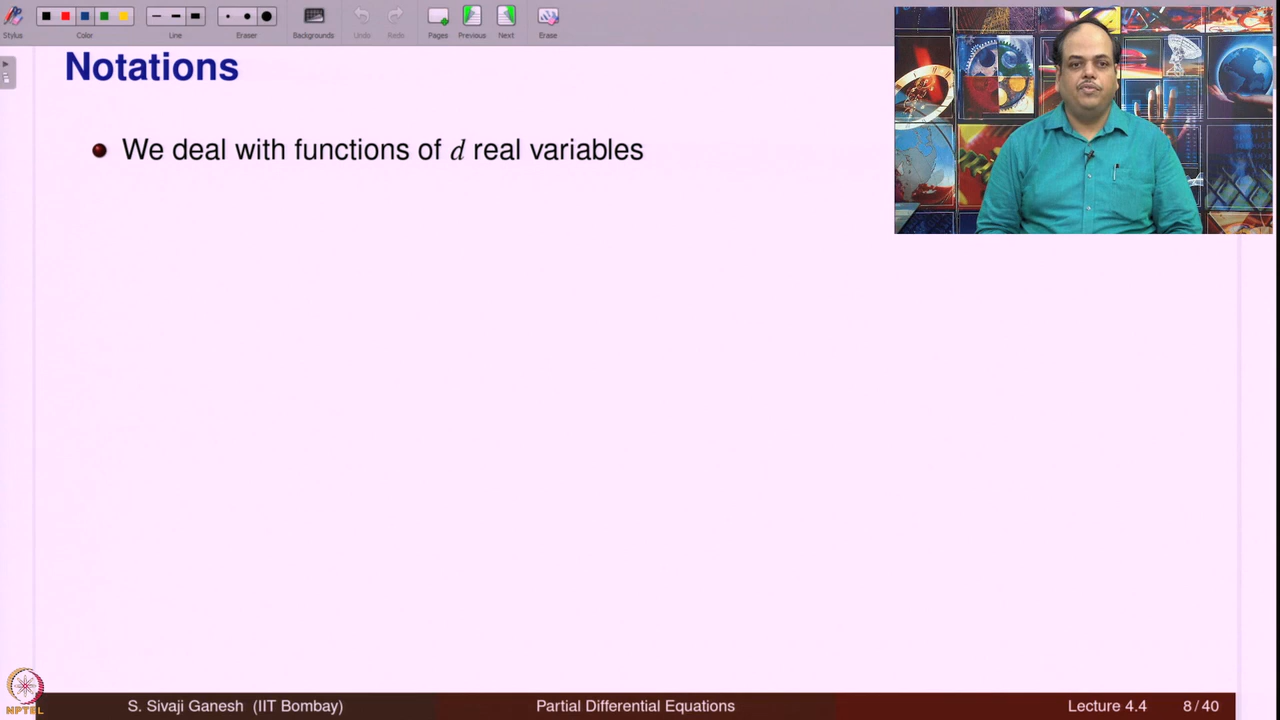 Stylus
Color
Line
Eraser
Backgrounds
Undo
Redo
Pages
Previous
Next
Erase
Notations
We deal with functions of d real variables
NPTEL
S. Sivaji Ganesh (IIT Bombay)
Partial Differential Equations
Lecture 4.4
8/40